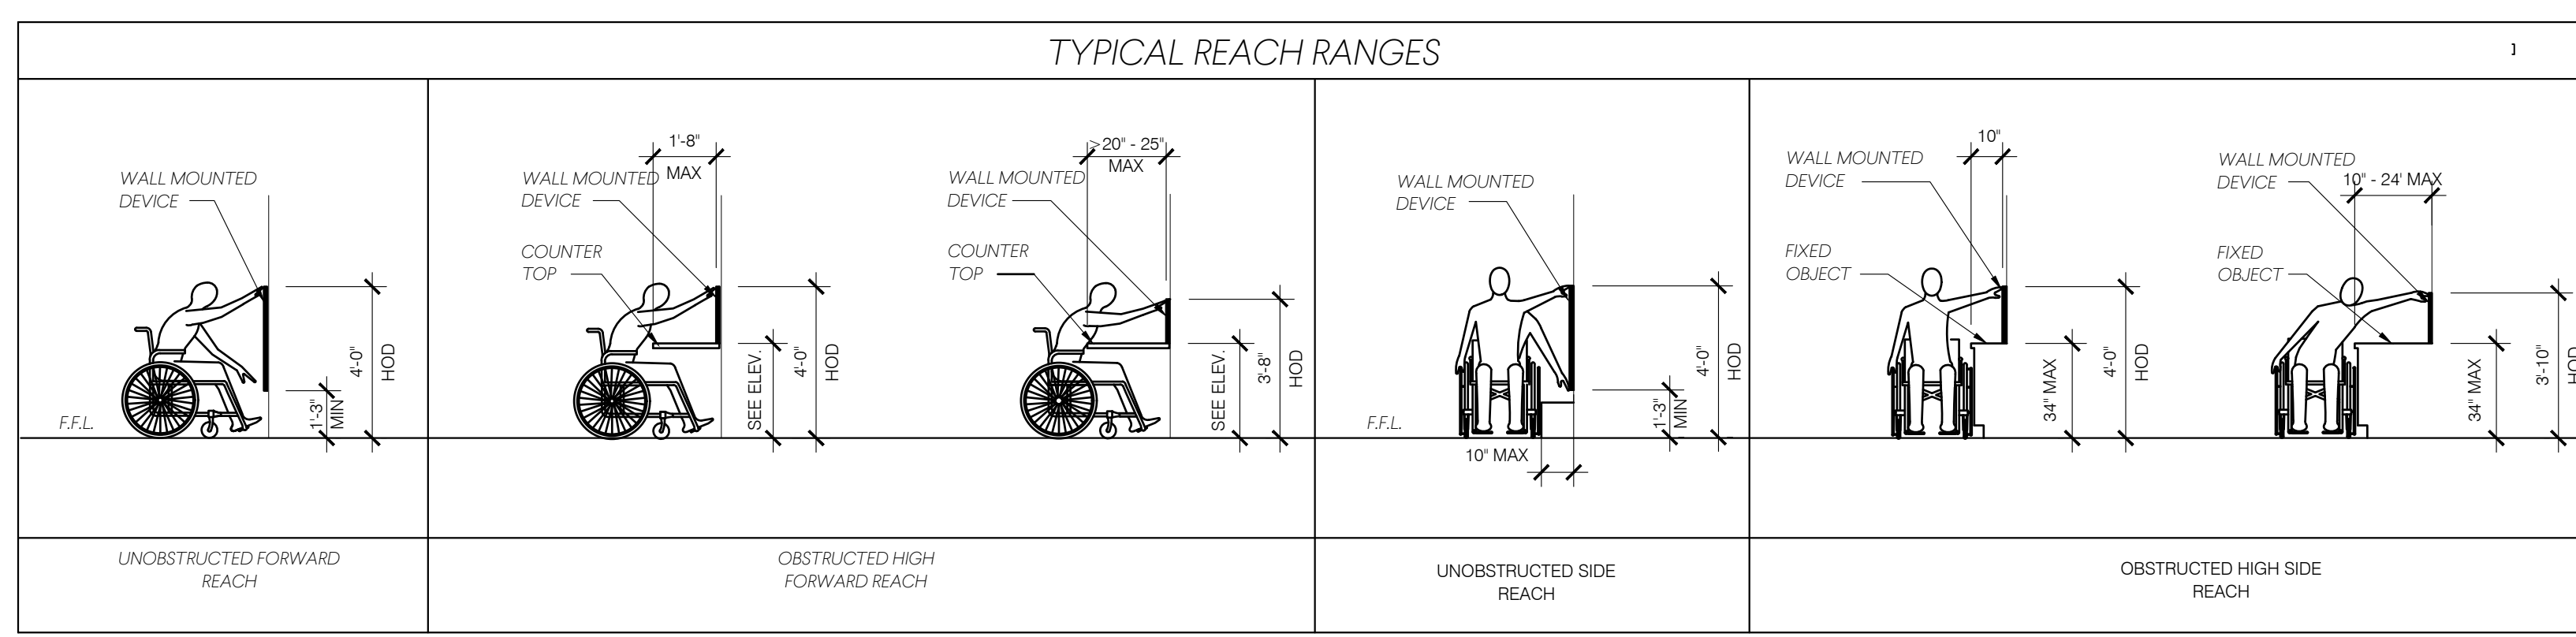 TYPICAL REACH RANGES
]
WALL MOUNTED
DEVICE
F.F.L.
1'-3"
MIN
4'-0"
HOD
UNOBSTRUCTED FORWARD
REACH
1'-8"
MAX
WALL MOUNTED
DEVICE
COUNTER
TOP
SEE ELEV.
4'-0"
HOD
>20" - 25"
MAX
WALL MOUNTED
DEVICE
COUNTER
TOP
SEE ELEV.
3'-8"
HOD
OBSTRUCTED HIGH
FORWARD REACH
WALL MOUNTED
DEVICE
F.F.L.
10" MAX
1'-3"
MIN
4'-0"
HOD
UNOBSTRUCTED SIDE
REACH
10"
WALL MOUNTED
DEVICE
FIXED
OBJECT
34" MAX
4'-0"
HOD
WALL MOUNTED
DEVICE
10" - 24' MAX
FIXED
OBJECT
34" MAX
3'-10"
HOD
OBSTRUCTED HIGH SIDE
REACH